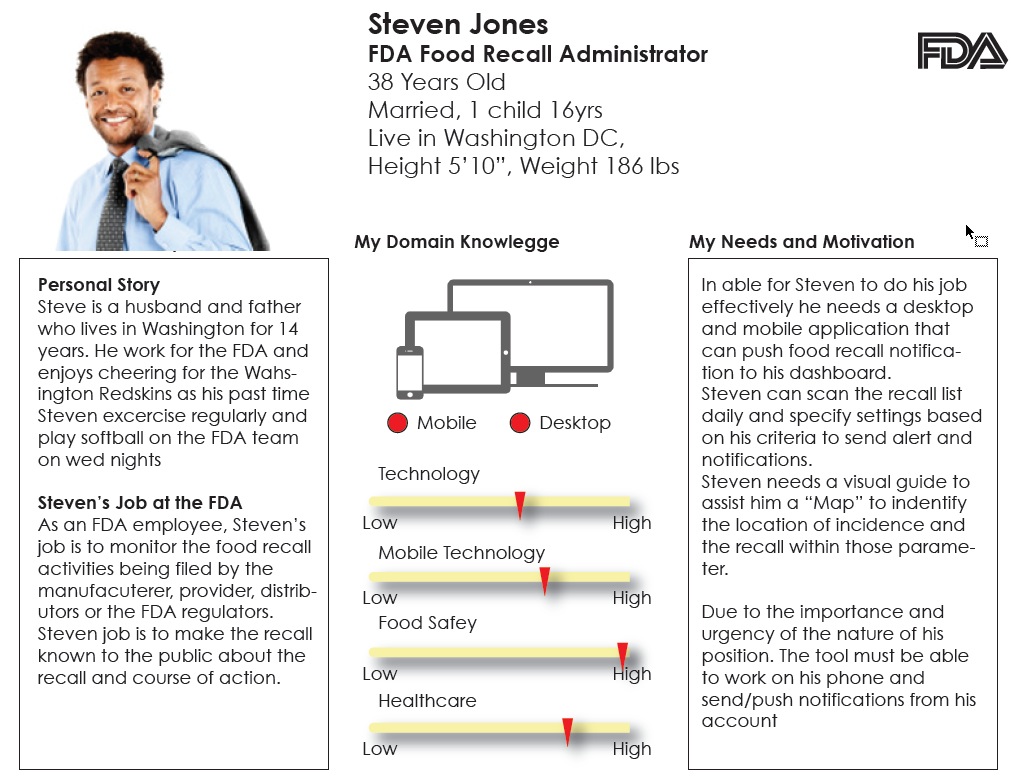 Steven Jones
FDA Food Recall Administrator
38 Years Old
Married, 1 child 16yrs
Live in Washington DC,
Height 5’10”, Weight 186 lbs
FDA
Personal Story
Steve is a husband and father
who lives in Washington for 14
years. He work for the FDA and
enjoys cheering for the Wahs-
ington Redskins as his past time
Steven excercise regularly and
play softball on the FDA team
on wed nights
Steven’s Job at the FDA
As an FDA employee, Steven’s
job is to monitor the food recall
activities being filed by the
manufacuterer, provider, distrib-
utors or the FDA regulators.
Steven job is to make the recall
known to the public about the
recall and course of action.
My Domain Knowlegge
Mobile
Desktop
Technology
Low
High
Mobile Technology
Low
High
Food Safey
Low
High
Healthcare
Low
High
My Needs and Motivation
In able for Steven to do his job
effectively he needs a desktop
and mobile application that
can push food recall notifica-
tion to his dashboard.
Steven can scan the recall list
daily and specify settings based
on his criteria to send alert and
notifications.
Steven needs a visual guide to
assist him a “Map” to indentify
the location of incidence and
the recall within those parame-
ter.
Due to the importance and
urgency of the nature of his
position. The tool must be able
to work on his phone and
send/push notifications from his
account